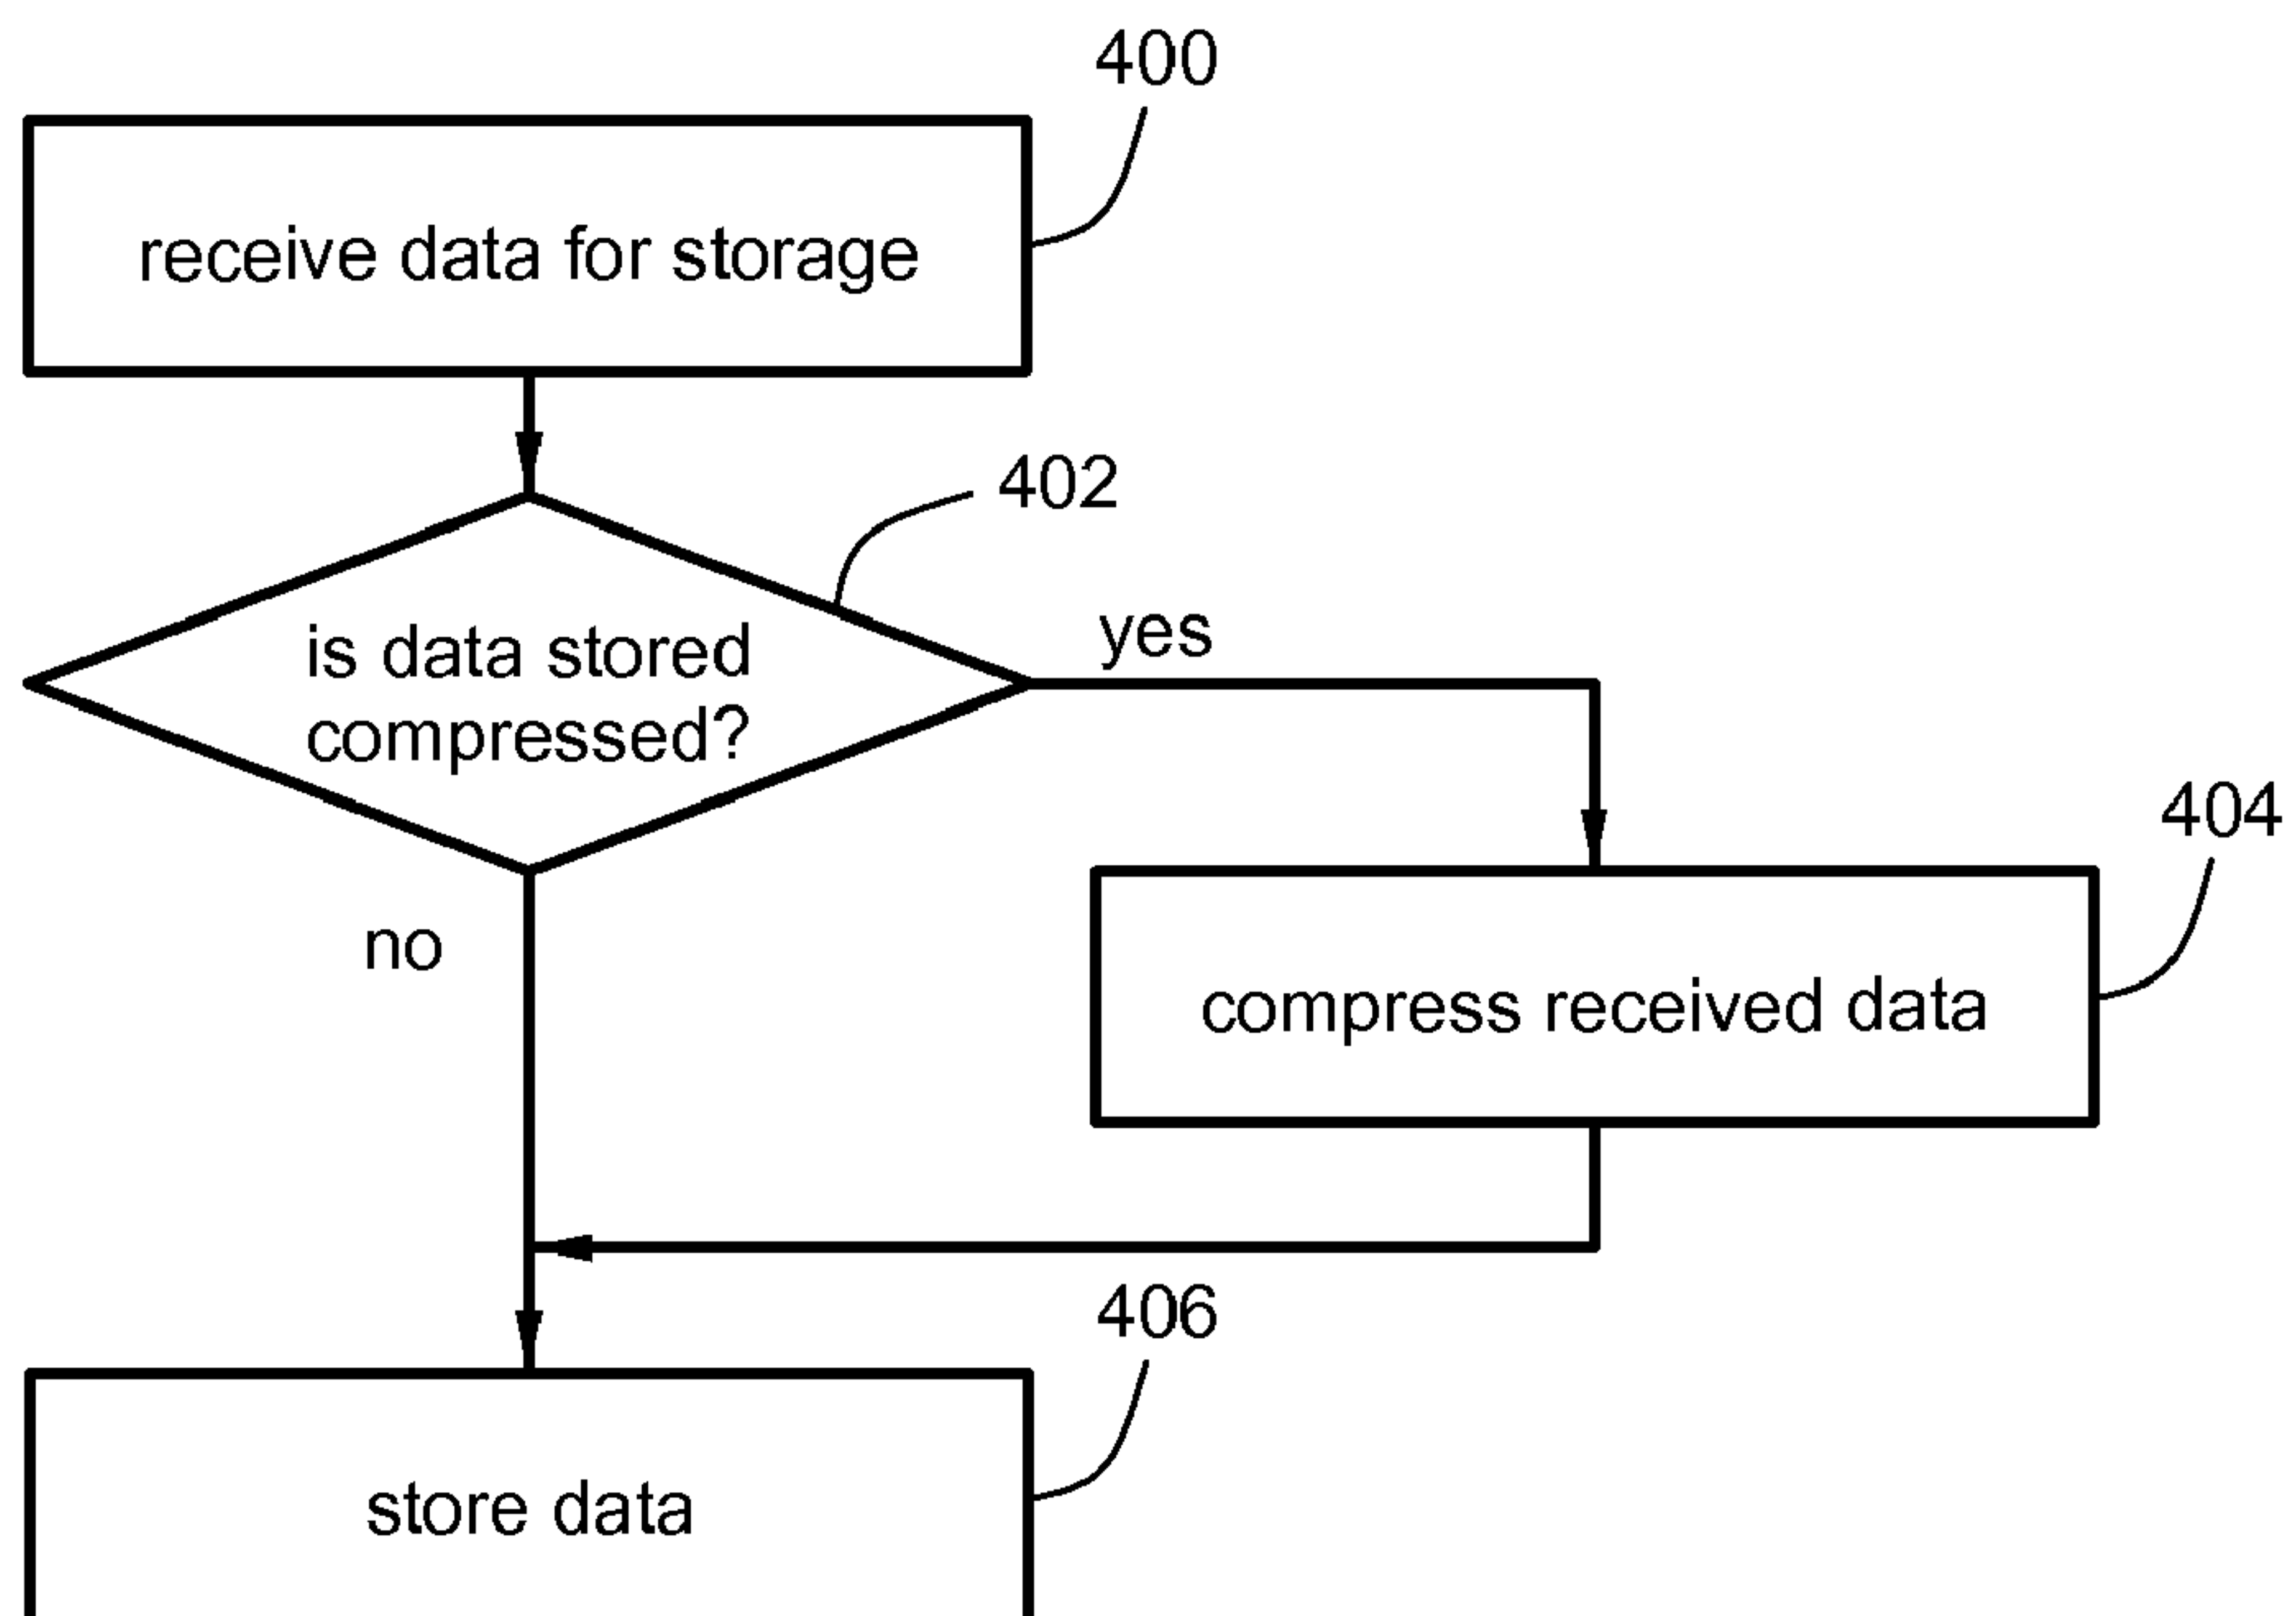 400
receive data for storage
402
is data stored
compressed?
yes
404
no
compress received data
406
store data